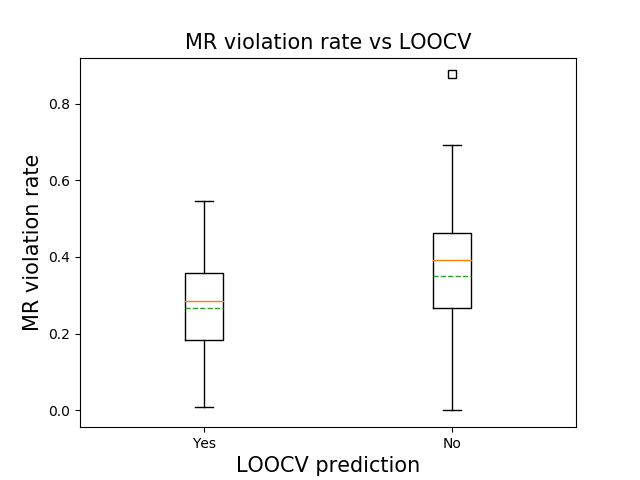 MR violation rate vs LOOCV
MR violation rate
0.8
0.6
0.4
0.2
0.0
Yes
No
LOOCV prediction